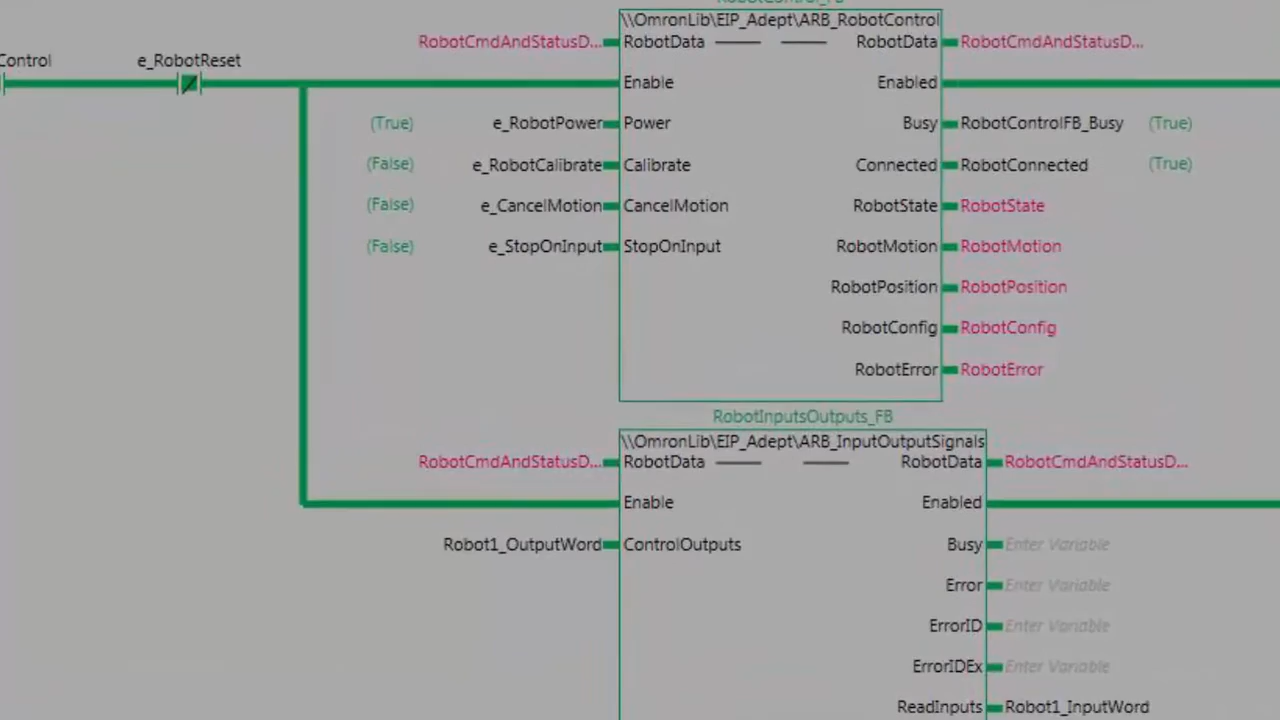 RobotControl_FB
\\OmronLib\EIP_Adept\ARB_RobotControl
RobotCmdAndStatusD... RobotData RobotData RobotCmdAndStatusD...
Control e_RobotReset
Enable Enabled
(True) e_RobotPower Power Busy RobotControlFB_Busy (True)
(False) e_RobotCalibrate Calibrate Connected RobotConnected (True)
(False) e_CancelMotion CancelMotion RobotState RobotState
(False) e_StopOnInput StopOnInput RobotMotion RobotMotion
RobotPosition RobotPosition
RobotConfig RobotConfig
RobotError RobotError
RobotInputsOutputs_FB
\\OmronLib\EIP_Adept\ARB_InputOutputSignals
RobotCmdAndStatusD... RobotData RobotData RobotCmdAndStatusD...
Enable Enabled
Robot1_OutputWord ControlOutputs Busy Enter Variable
Error Enter Variable
ErrorID Enter Variable
ErrorIDEx Enter Variable
ReadInputs Robot1_InputWord